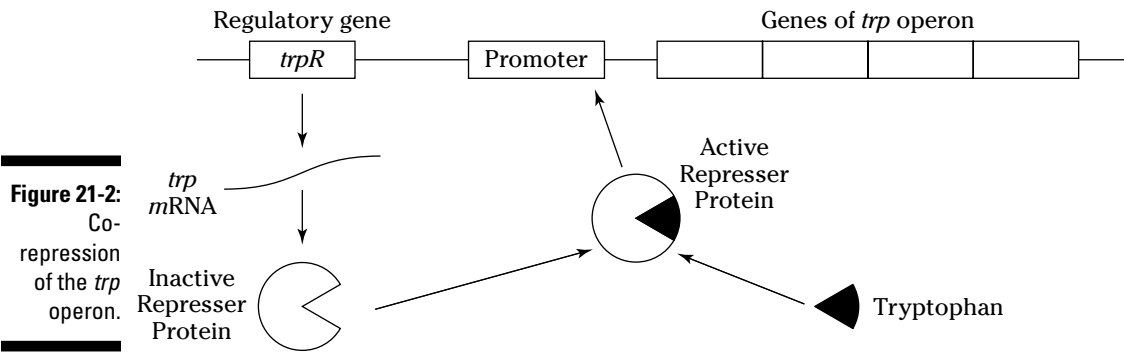 Regulatory gene
Genes of trp operon
trpR
Promoter
Active
Represser
Protein
trp
mRNA
Figure 21-2:
Co-
repression
of the trp
operon.
Inactive
Represser
Protein
Tryptophan